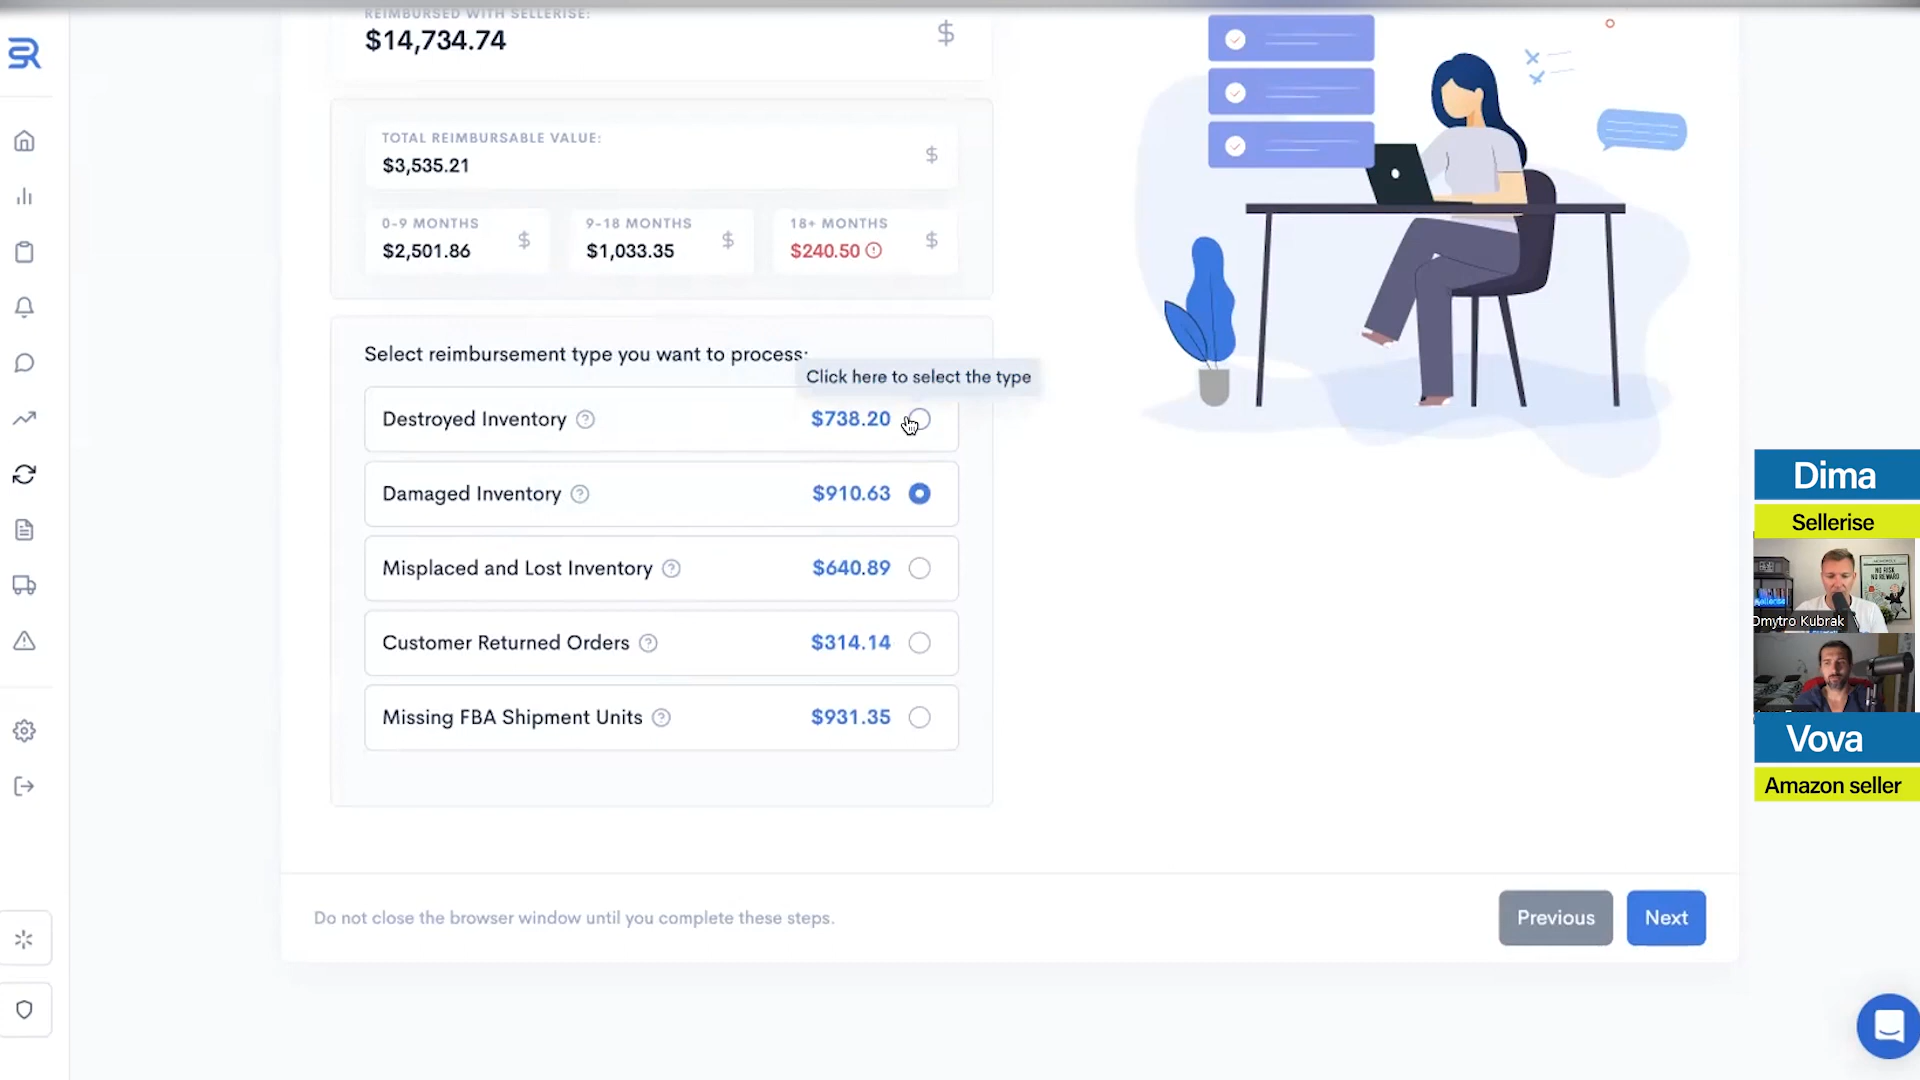 REIMBURSED WITH SELLERISE:
$14,734.74
TOTAL REIMBURSABLE VALUE:
$3,535.21
0-9 MONTHS
$2,501.86
9-18 MONTHS
$1,033.35
18+ MONTHS
$240.50
Select reimbursement type you want to process:
Click here to select the type
Destroyed Inventory
$738.20
Damaged Inventory
$910.63
Misplaced and Lost Inventory
$640.89
Customer Returned Orders
$314.14
Missing FBA Shipment Units
$931.35
Do not close the browser window until you complete these steps.
Previous
Next
Dima
Sellerise
NO RISK
NO REWARD
Dmytro Kubrak
Vova
Amazon seller